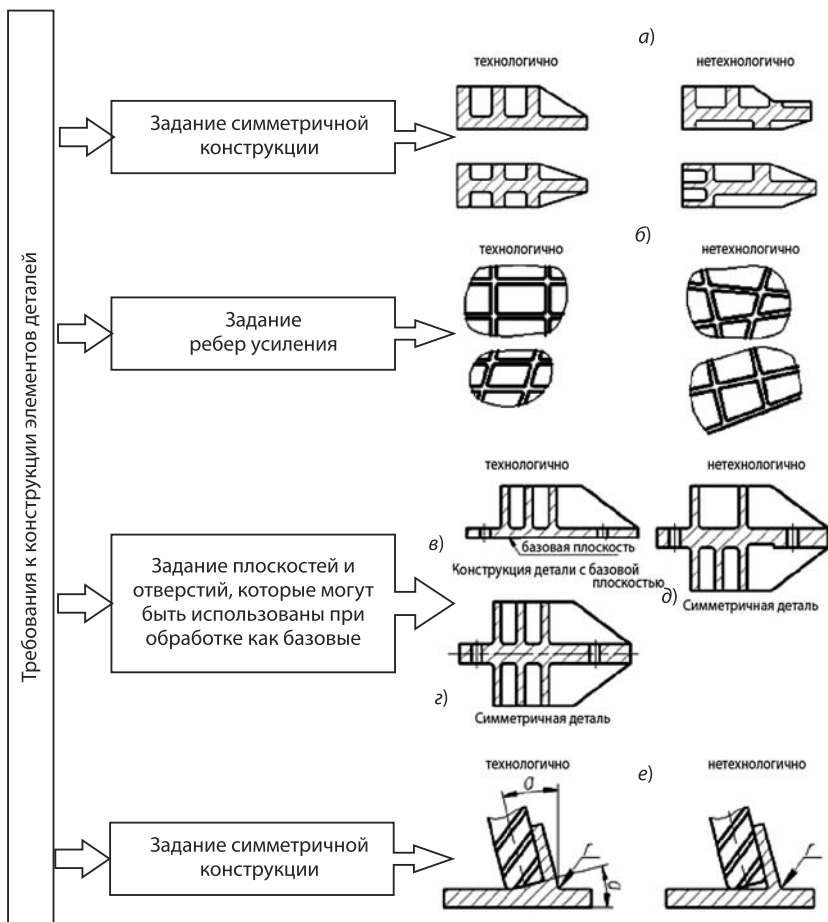 Требования к конструкции элементов деталей
а)
технологично
нетехнологично
Задание симметричной
конструкции
б)
технологично
нетехнологично
Задание
ребер усиления
технологично
нетехнологично
в)
базовая плоскость
Конструкция детали с базовой
плоскостью
д)
Симметричная деталь
Задание плоскостей и
отверстий, которые могут
быть использованы при
обработке как базовые
г)
Симметричная деталь
технологично
е)
нетехнологично
Задание симметричной
конструкции
r
r